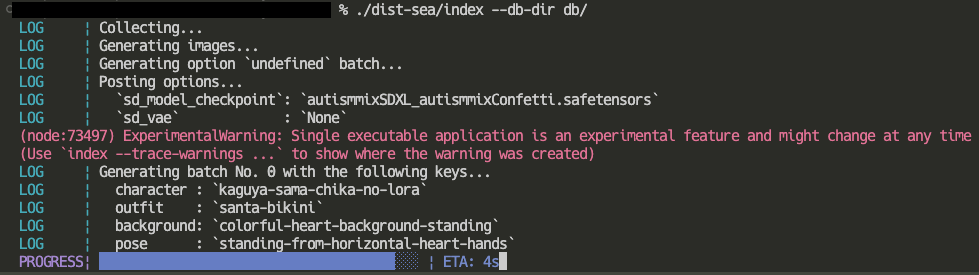 % ./dist-sea/index --db-dir db/
LOG ¦ Collecting...
LOG ¦ Generating images...
LOG ¦ Generating option `undefined` batch...
LOG ¦ Posting options...
LOG ¦ `sd_model_checkpoint`: `autismmixSDXL_autismmixConfetti.safetensors`
LOG ¦ `sd_vae` : `None`
(node:73497) ExperimentalWarning: Single executable application is an experimental feature and might change at any time
(Use `index --trace-warnings ...` to show where the warning was created)
LOG ¦ Generating batch No. 0 with the following keys...
LOG ¦ character : `kaguya-sama-chika-no-lora`
LOG ¦ outfit : `santa-bikini`
LOG ¦ background: `colorful-heart-background-standing`
LOG ¦ pose : `standing-from-horizontal-heart-hands`
PROGRESS¦ ¦ ETA: 4s